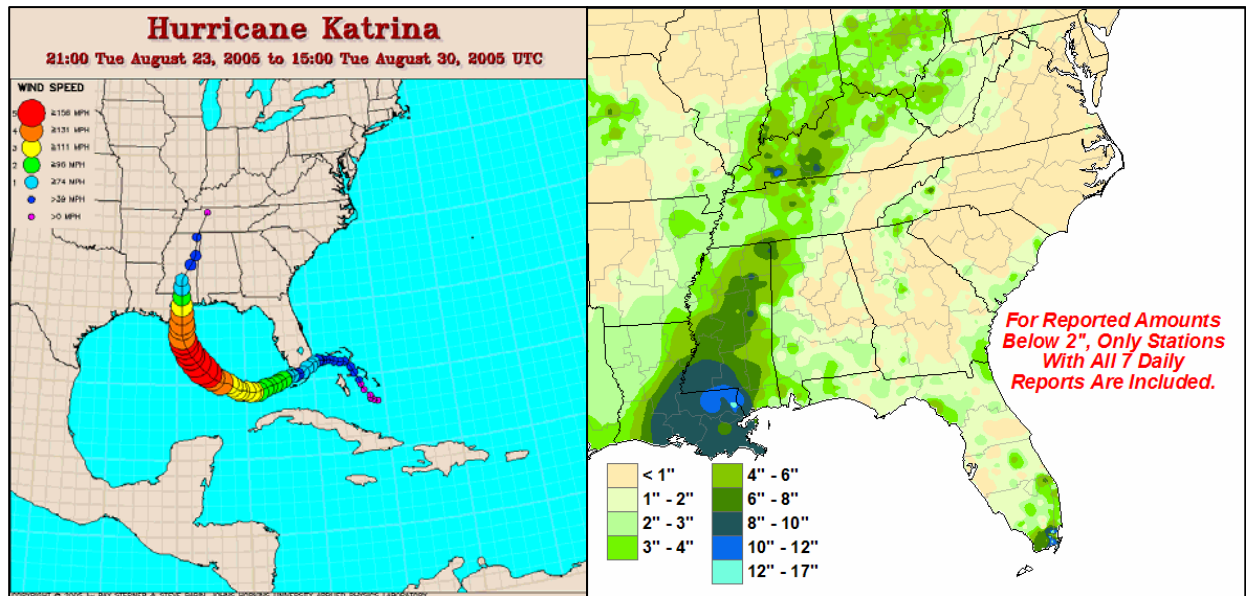 Hurricane Katrina
21:00 Tue August 23, 2005 to 15:00 Tue August 30, 2005 UTC
WIND SPEED
5 ≥156 MPH
4 ≥131 MPH
3 ≥111 MPH
2 ≥96 MPH
1 ≥74 MPH
>39 MPH
>0 MPH
For Reported Amounts
Below 2", Only Stations
With All 7 Daily
Reports Are Included.
< 1"
1" - 2"
2" - 3"
3" - 4"
4" - 6"
6" - 8"
8" - 10"
10" - 12"
12" - 17"